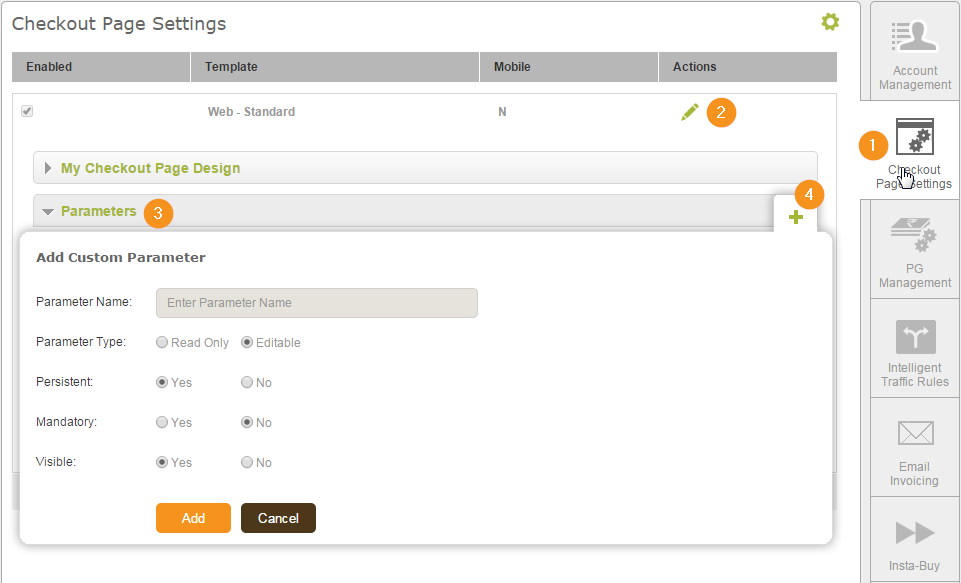 Checkout Page Settings
Enabled Template Mobile Actions
Web - Standard N 2
My Checkout Page Design
Parameters 3 4
Add Custom Parameter
Parameter Name: Enter Parameter Name
Parameter Type: Read Only Editable
Persistent: Yes No
Mandatory: Yes No
Visible: Yes No
Add Cancel
Account
Management
1
Checkout
Page Settings
PG
Management
Intelligent
Traffic Rules
Email
Invoicing
Insta-Buy